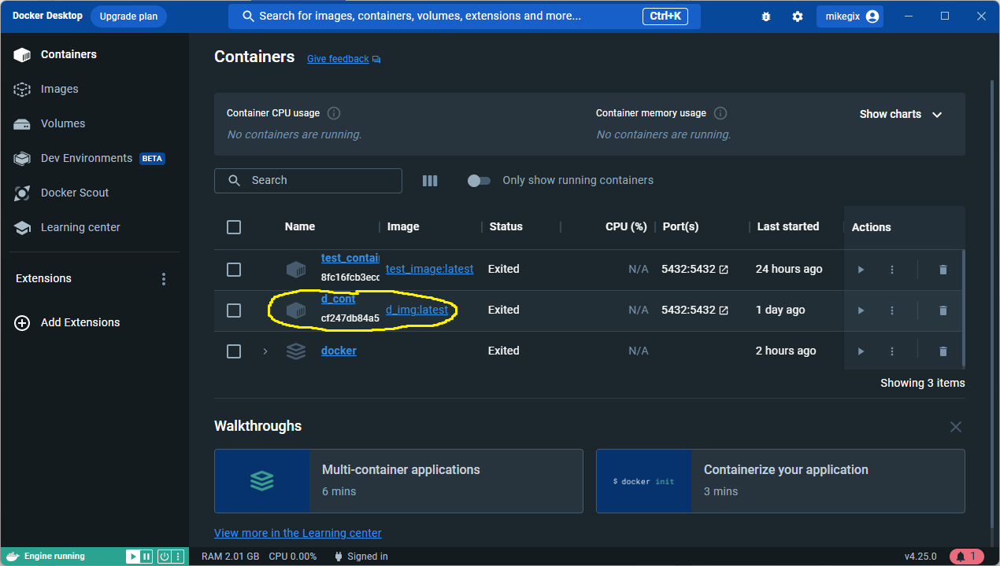 Docker Desktop Upgrade plan Search for images, containers, volumes, extensions and more... Ctrl+K mikegix
Containers
Images
Volumes
Dev Environments BETA
Docker Scout
Learning center
Extensions
Add Extensions
Containers Give feedback
Container CPU usage
No containers are running.
Container memory usage
No containers are running.
Show charts
Search Only show running containers
Name Image Status CPU (%) Port(s) Last started Actions
test_contai
8fc16fcb3ecc
test_image:latest Exited N/A 5432:5432 24 hours ago
d_cont
cf247db84a5
d_img:latest Exited N/A 5432:5432 1 day ago
docker Exited N/A 2 hours ago
Showing 3 items
Walkthroughs
Multi-container applications
6 mins
$ docker init
Containerize your application
3 mins
View more in the Learning center
Engine running RAM 2.01 GB CPU 0.00% Signed in v4.25.0 1